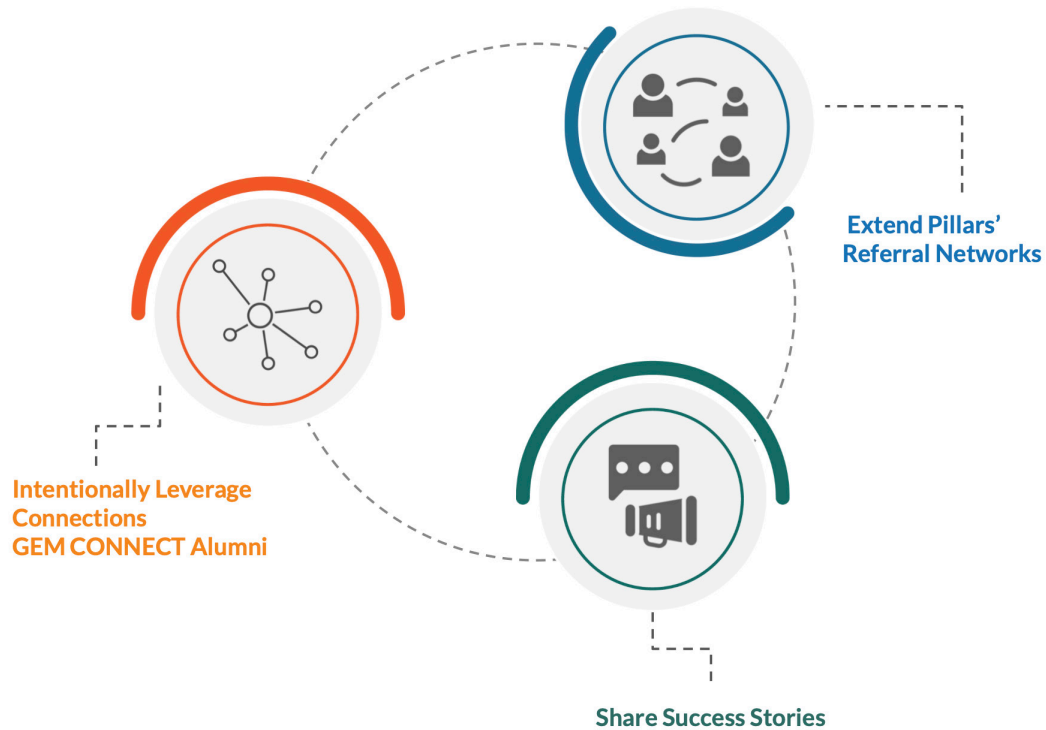 Extend Pillars’
Referral Networks
Intentionally Leverage
Connections
GEM CONNECT Alumni
Share Success Stories